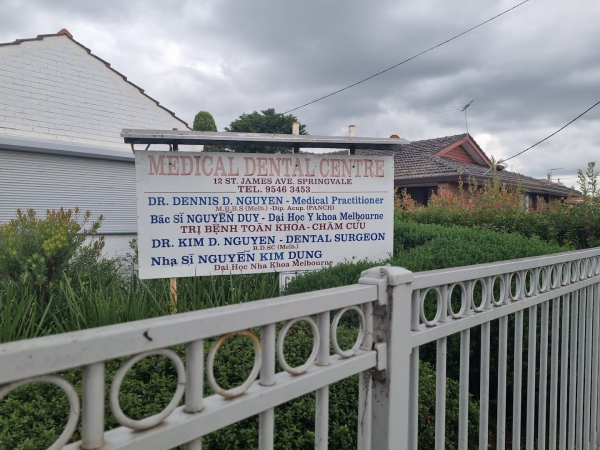 MEDICAL DENTAL CENTRE
12 ST. JAMES AVE. SPRINGVALE
TEL. 9546 3453
DR. DENNIS D. NGUYEN - Medical Practitioner
M.B.B.S (Melb.) -Dip. Acup. (PANCH)
Bác Sĩ NGUYEN DUY - Đại Học Y khoa Melbourne
TRỊ BỆNH TOÀN KHOA - CHÂM CỨU
DR. KIM D. NGUYEN - DENTAL SURGEON
B.D.SC (Melb.)
Nha Sĩ NGUYEN KIM DUNG
Đại Học Nha Khoa Melbourne